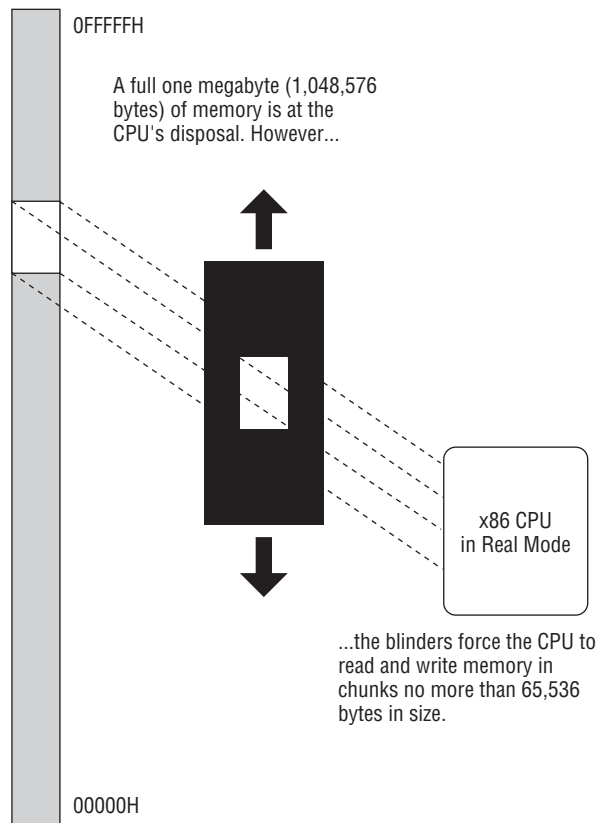 0FFFFFH
A full one megabyte (1,048,576
bytes) of memory is at the
CPU's disposal. However...
x86 CPU
in Real Mode
...the blinders force the CPU to
read and write memory in
chunks no more than 65,536
bytes in size.
00000H